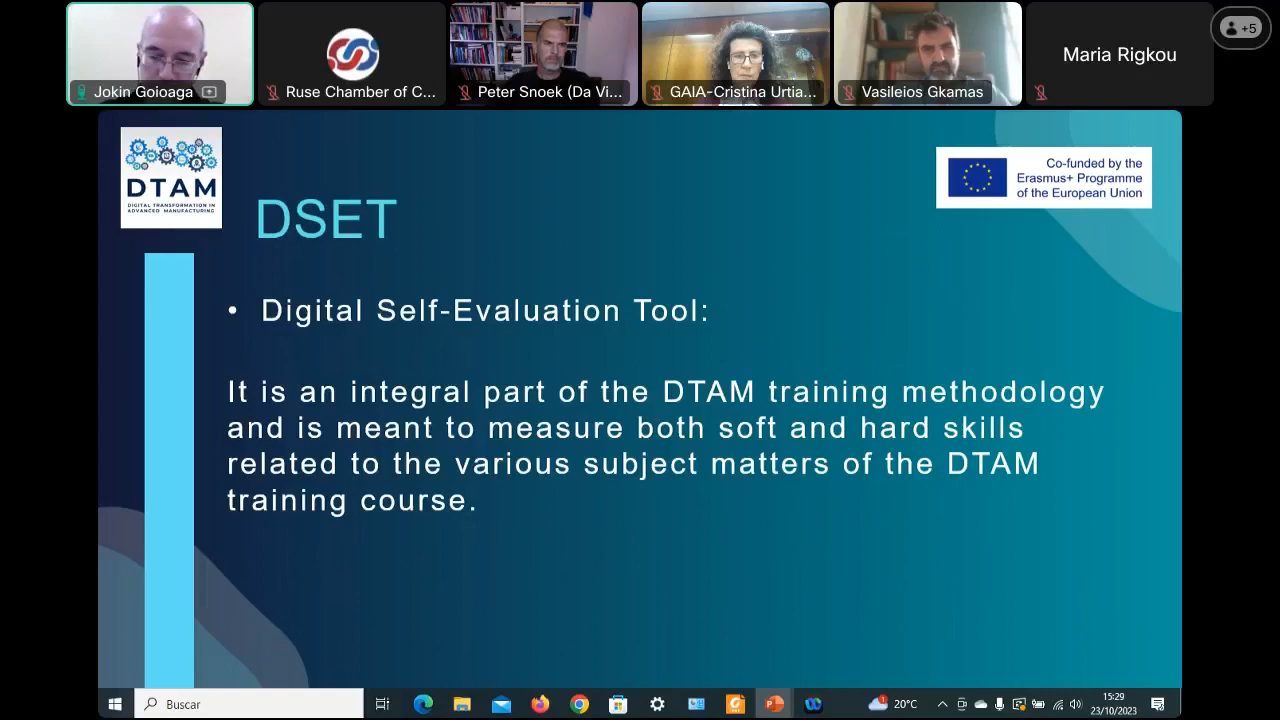 Jokin Goioaga
Ruse Chamber of C...
Peter Snoek (Da Vi...
GAIA-Cristina Urtia...
Vasileios Gkamas
Maria Rigkou
+5
DTAM
DIGITAL TRANSFORMATION IN
ADVANCED MANUFACTURING
Co-funded by the
Erasmus+ Programme
of the European Union
DSET
• Digital Self-Evaluation Tool:
It is an integral part of the DTAM training methodology
and is meant to measure both soft and hard skills
related to the various subject matters of the DTAM
training course.
Buscar
20°C
15:29
23/10/2023